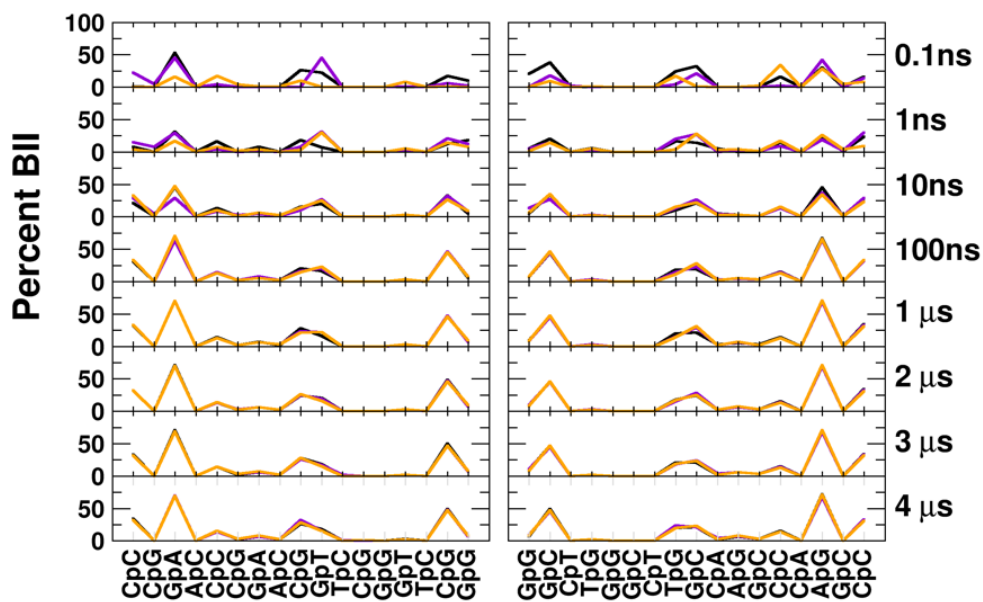 Percent BII
100
50
0
0.1ns
50
0
1ns
50
0
10ns
50
0
100ns
50
0
1 μs
50
0
2 μs
50
0
3 μs
50
0
4 μs
CpC
CpG
GpA
ApC
CpC
CpG
GpA
ApC
CpG
GpT
TpC
CpG
GpG
GpT
TpC
CpG
GpG
GpG
GpC
CpT
TpG
GpG
GpC
CpT
TpG
GpC
CpA
ApG
GpC
CpC
CpA
ApG
GpC
CpC